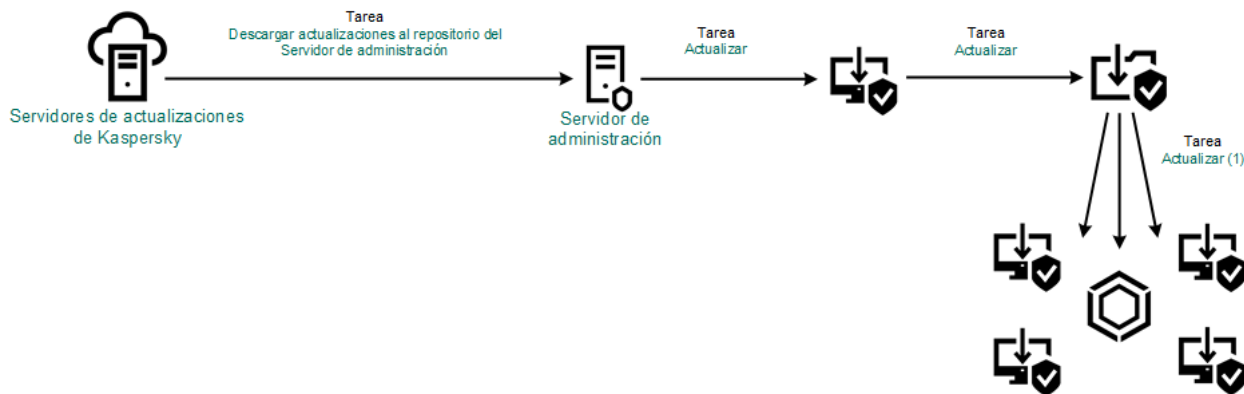 Tarea
Descargar actualizaciones al repositorio del
Servidor de administración
Tarea
Actualizar
Tarea
Actualizar
Servidores de actualizaciones
de Kaspersky
Servidor de
administración
Tarea
Actualizar (1)